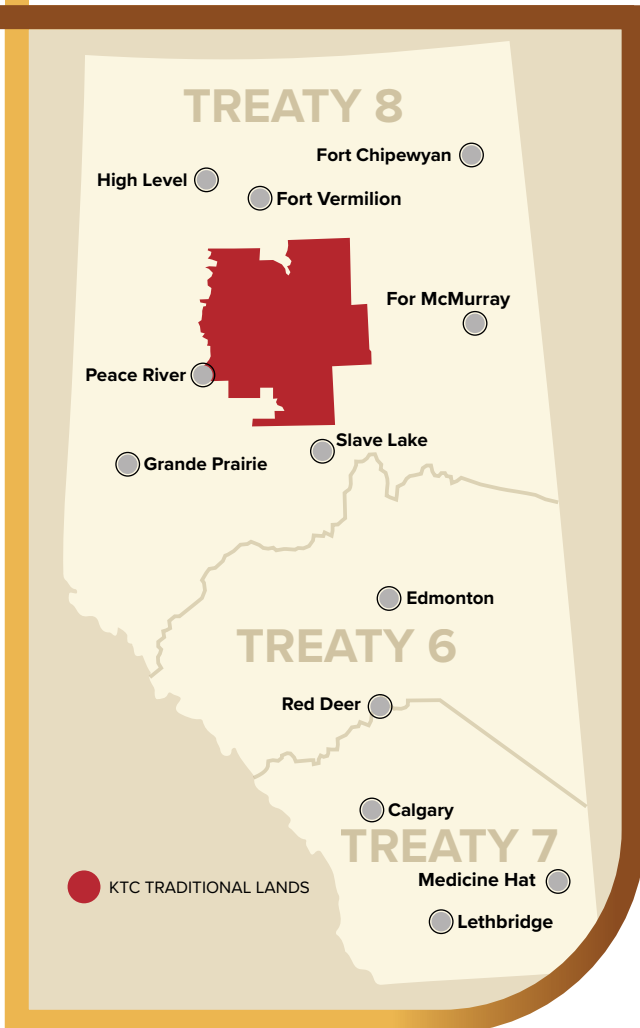 TREATY 8
Fort Chipewyan
High Level
Fort Vermilion
For McMurray
Peace River
Slave Lake
Grande Prairie
Edmonton
TREATY 6
Red Deer
Calgary
TREATY 7
Medicine Hat
KTC TRADITIONAL LANDS
Lethbridge